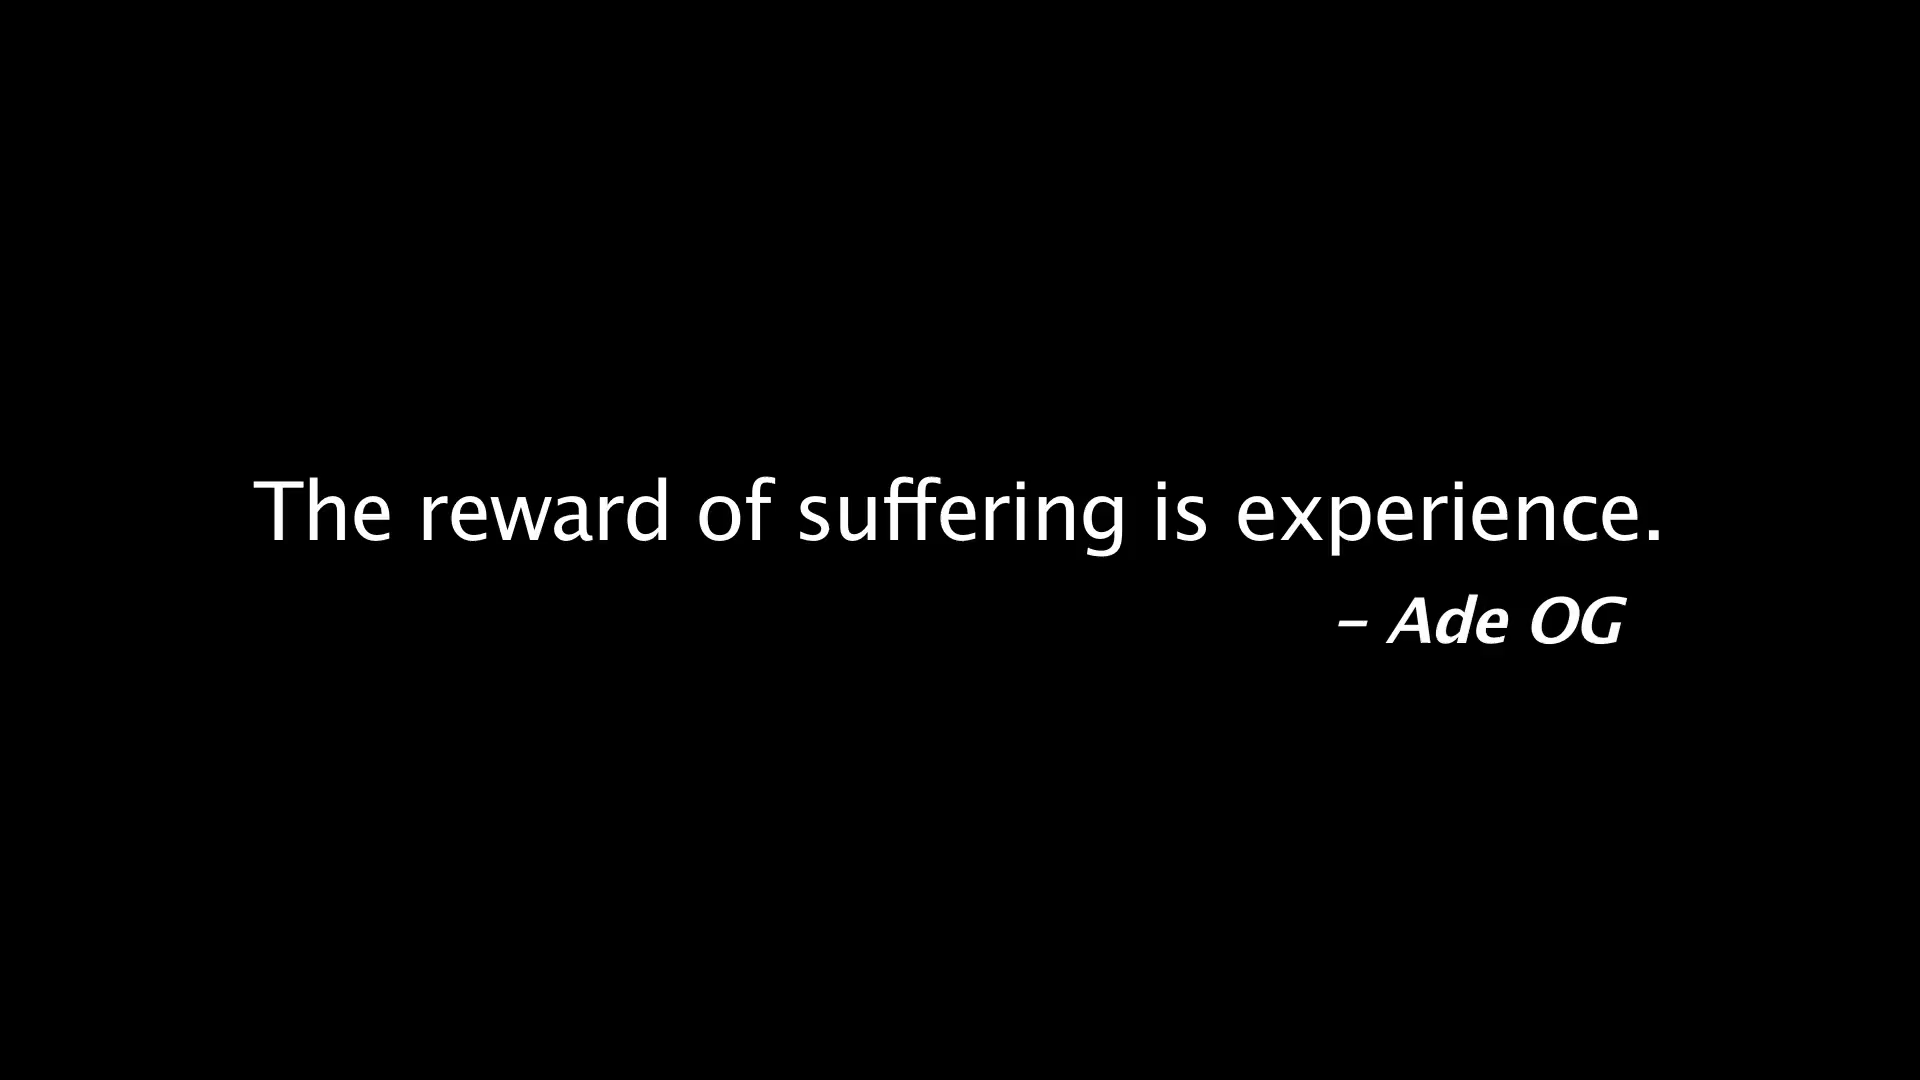 The reward of suffering is experience.
– Ade OG